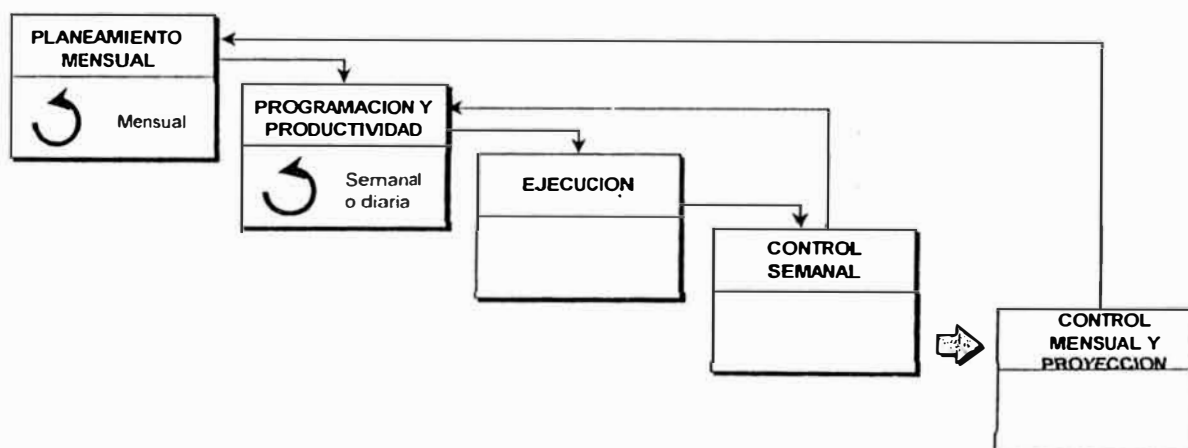 PLANEAMIENTO
MENSUAL
Mensual
PROGRAMACION Y
PRODUCTIVIDAD
Semanal
o diaria
EJECUCION
CONTROL
SEMANAL
CONTROL
MENSUAL Y
PROYECCION